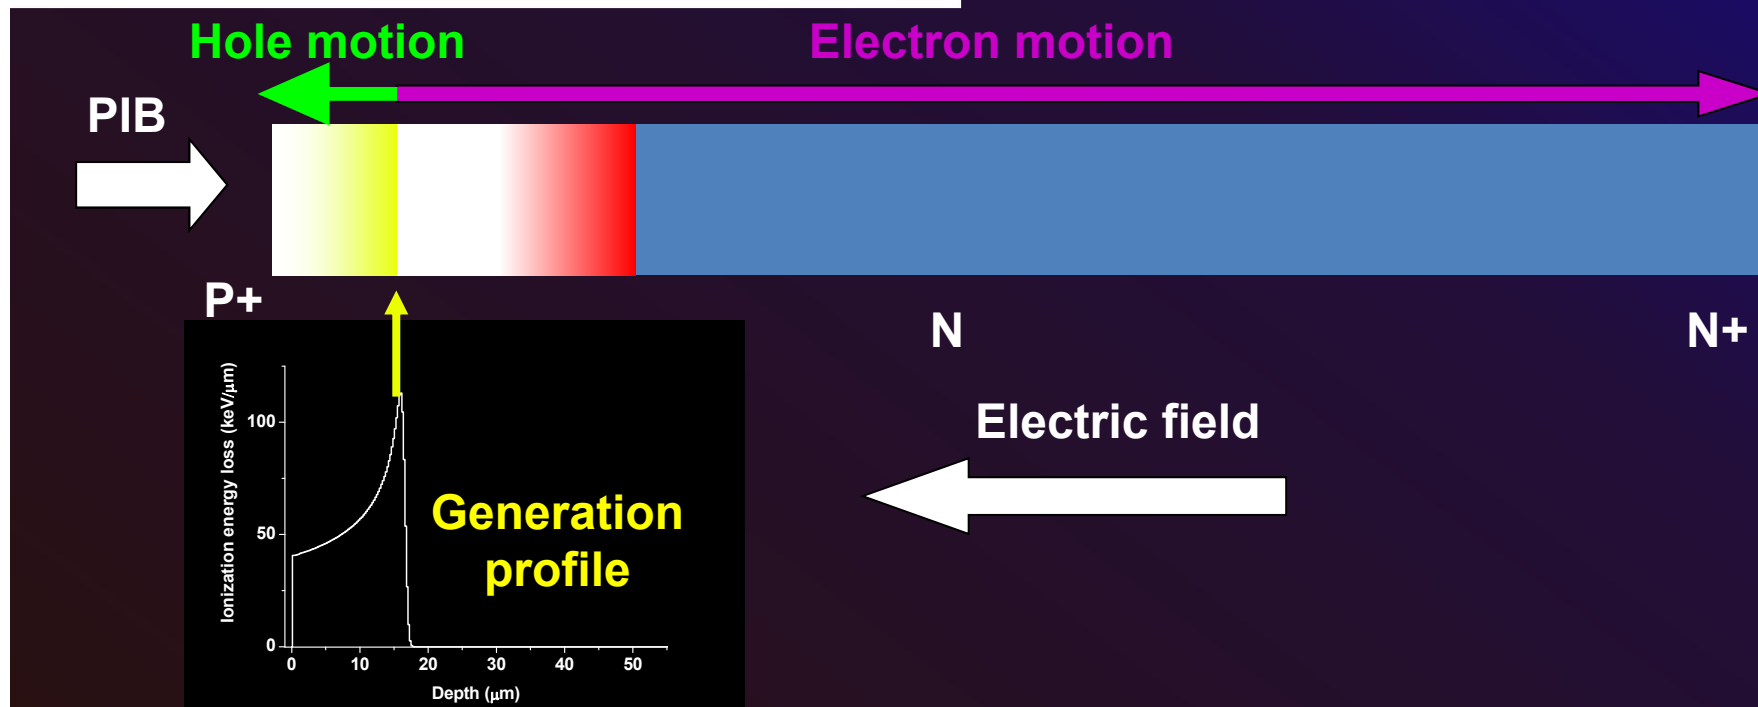 Hole motion
Electron motion
PIB
P+
N
N+
Electric field
Generation
profile
Ionization energy loss (keV/μm)
100
50
0
0 10 20 30 40 50
Depth (μm)